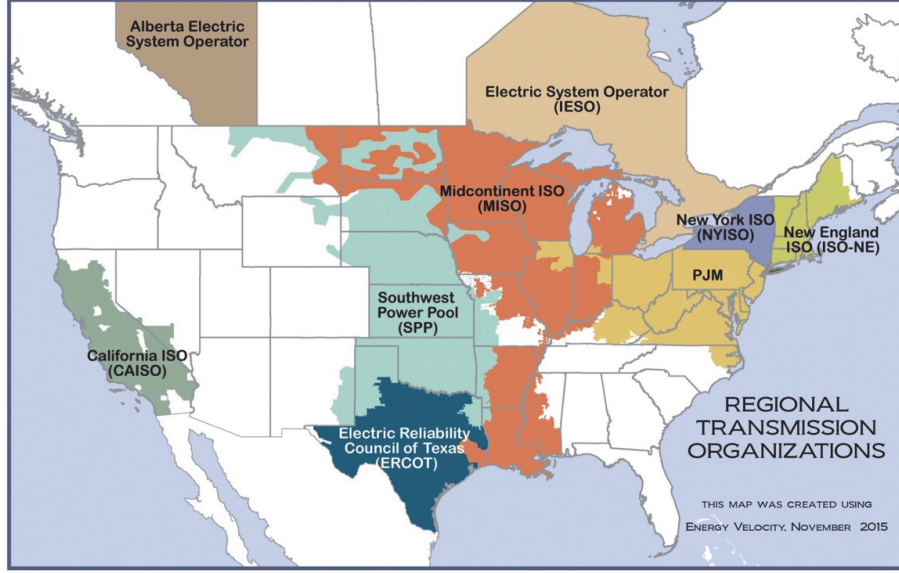 Alberta Electric
System Operator
Electric System Operator
(IESO)
Midcontinent ISO
(MISO)
New York ISO
(NYISO)
New England
ISO (ISO-NE)
PJM
Southwest
Power Pool
(SPP)
California ISO
(CAISO)
Electric Reliability
Council of Texas
(ERCOT)
REGIONAL
TRANSMISSION
ORGANIZATIONS
THIS MAP WAS CREATED USING
ENERGY VELOCITY, NOVEMBER 2015